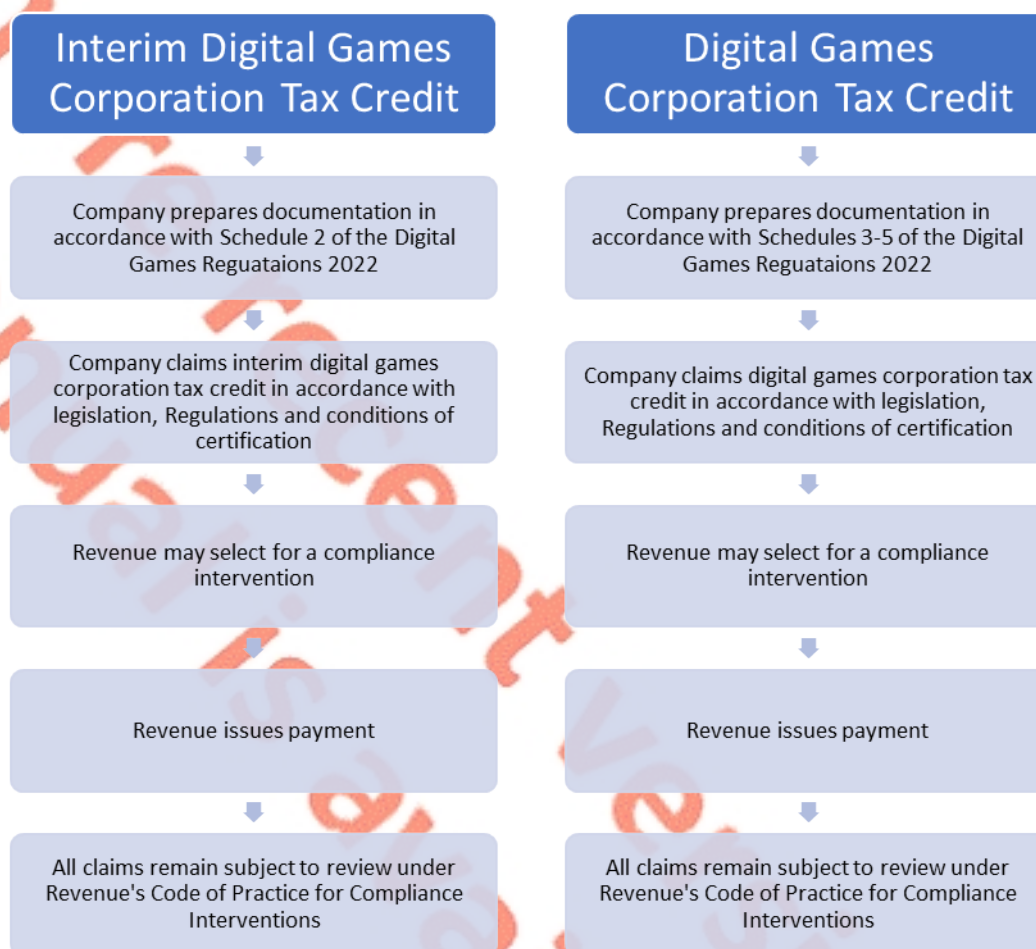 Interim Digital Games
Corporation Tax Credit
Company prepares documentation in
accordance with Schedule 2 of the Digital
Games Reguataions 2022
Company claims interim digital games
corporation tax credit in accordance with
legislation, Regulations and conditions of
certification
Revenue may select for a compliance
intervention
Revenue issues payment
All claims remain subject to review under
Revenue's Code of Practice for Compliance
Interventions
Digital Games
Corporation Tax Credit
Company prepares documentation in
accordance with Schedules 3-5 of the Digital
Games Reguataions 2022
Company claims digital games corporation tax
credit in accordance with legislation,
Regulations and conditions of certification
Revenue may select for a compliance
intervention
Revenue issues payment
All claims remain subject to review under
Revenue's Code of Practice for Compliance
Interventions
recent
is